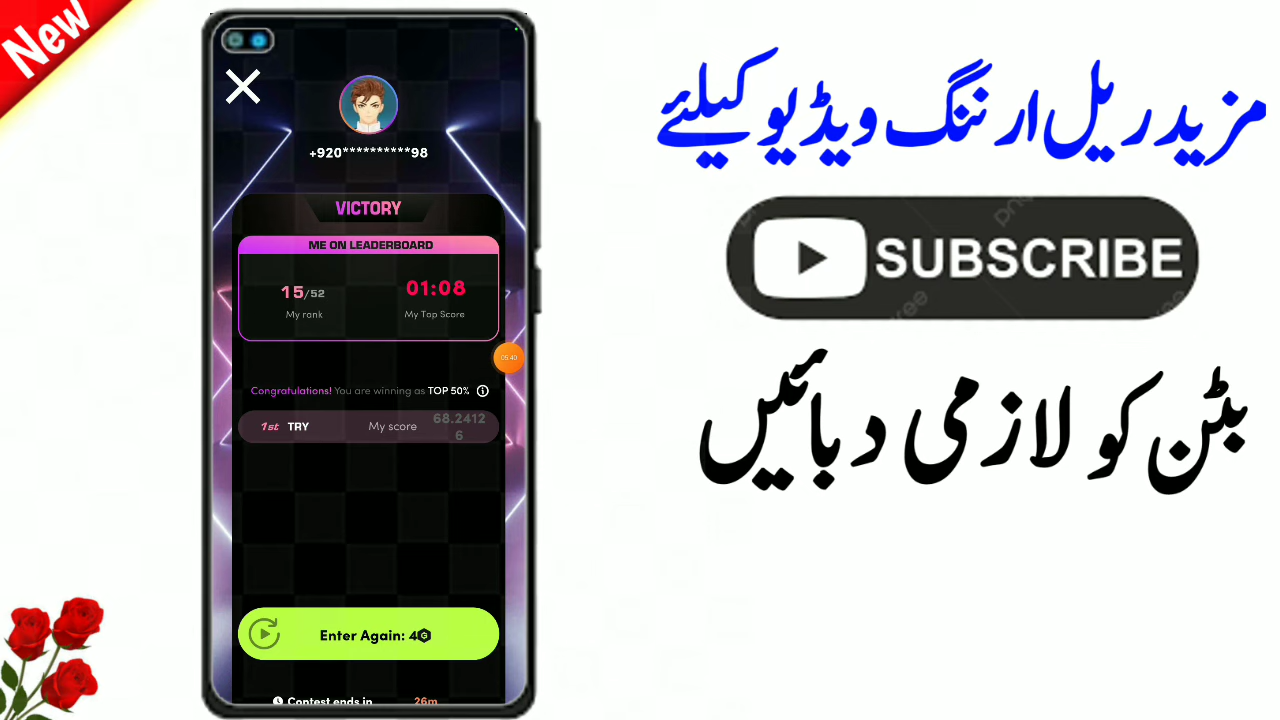 New
+920**********98
VICTORY
ME ON LEADERBOARD
15/52
01:08
My rank
My Top Score
05:40
Congratulations! You are winning as TOP 50%
1st TRY
My score
68.2412
6
Enter Again: 4
Contest ends in
26m
مزید ریل ارننگ ویڈیو کیلئے
SUBSCRIBE
بٹن کو لازمی دبائیں